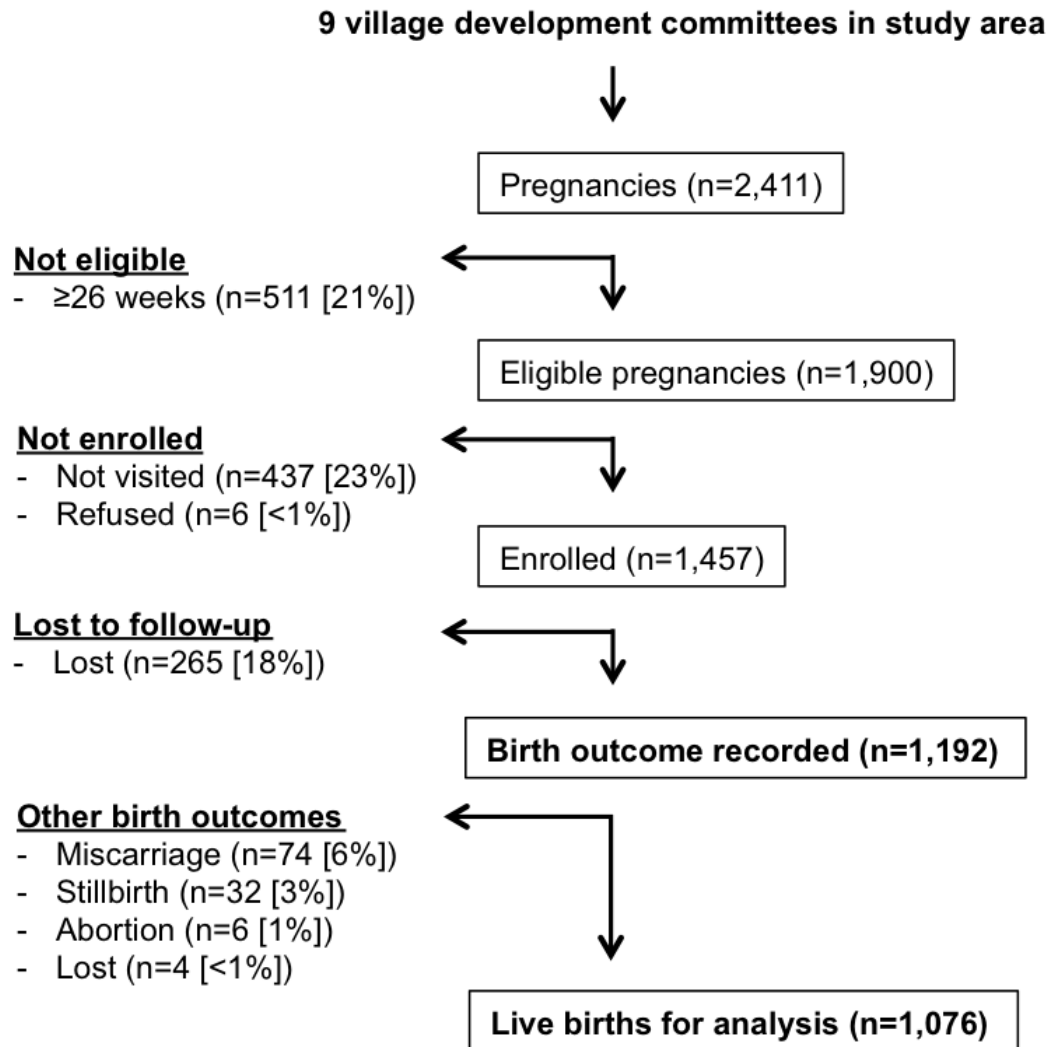 9 village development committees in study area
Pregnancies (n=2,411)
Not eligible
- ≥26 weeks (n=511 [21%])
Eligible pregnancies (n=1,900)
Not enrolled
- Not visited (n=437 [23%])
- Refused (n=6 [<1%])
Enrolled (n=1,457)
Lost to follow-up
- Lost (n=265 [18%])
Birth outcome recorded (n=1,192)
Other birth outcomes
- Miscarriage (n=74 [6%])
- Stillbirth (n=32 [3%])
- Abortion (n=6 [1%])
- Lost (n=4 [<1%])
Live births for analysis (n=1,076)